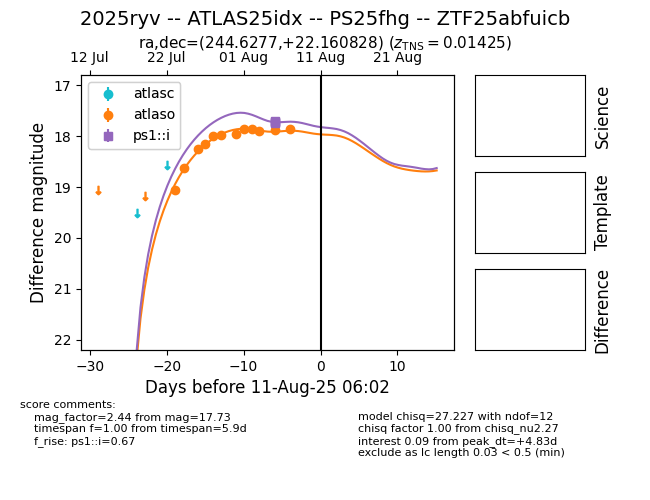 2025ryv -- ATLAS25idx -- PS25fhg -- ZTF25abfuicb
ra,dec=(244.6277,+22.160828) (z_TNS = 0.01425)
12 Jul 22 Jul 01 Aug 11 Aug 21 Aug
atlasc
atlaso
ps1::i
17
18
19
20
21
22
Difference magnitude
−30 −20 −10 0 10
Days before 11-Aug-25 06:02
Science
Template
Difference
score comments:
mag_factor=2.44 from mag=17.73
timespan f=1.00 from timespan=5.9d
f_rise: ps1::i=0.67
model chisq=27.227 with ndof=12
chisq factor 1.00 from chisq_nu2.27
interest 0.09 from peak_dt=+4.83d
exclude as lc length 0.03 < 0.5 (min)